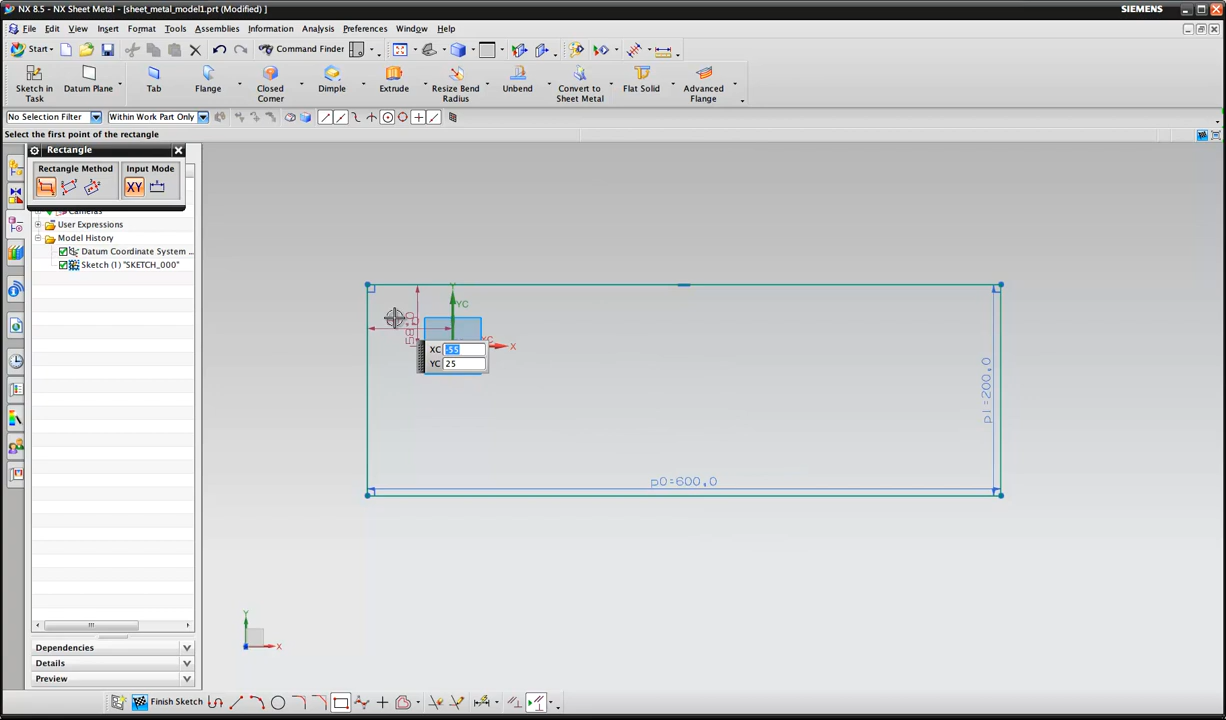 NX 8.5 - NX Sheet Metal - [sheet_metal_model1.prt (Modified) ]
SIEMENS
File Edit View Insert Format Tools Assemblies Information Analysis Preferences Window Help
Start
Command Finder
Sketch in Task
Datum Plane
Tab
Flange
Closed Corner
Dimple
Extrude
Resize Bend Radius
Unbend
Convert to Sheet Metal
Flat Solid
Advanced Flange
No Selection Filter
Within Work Part Only
Select the first point of the rectangle
Rectangle
Rectangle Method
Input Mode
XY
Cameras
User Expressions
Model History
Datum Coordinate System ...
Sketch (1) "SKETCH_000"
Y
YC
X
XC -55
YC 25
p1=200,0
p0=600,0
Y
X
Dependencies
Details
Preview
Finish Sketch